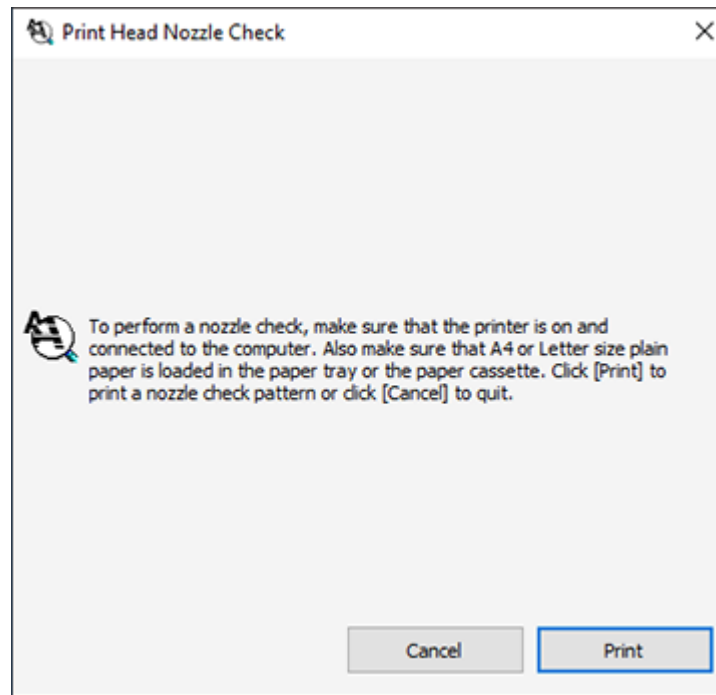 Print Head Nozzle Check
To perform a nozzle check, make sure that the printer is on and
connected to the computer. Also make sure that A4 or Letter size plain
paper is loaded in the paper tray or the paper cassette. Click [Print] to
print a nozzle check pattern or click [Cancel] to quit.
Cancel
Print